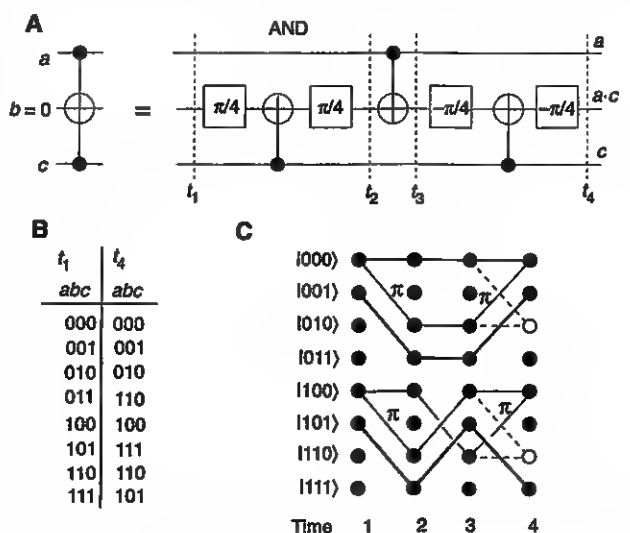 A
AND
a
a
b = 0
=
π/4
π/4
–π/4
–π/4
a·c
c
c
t1
t2
t3
t4
B
t1 t4
abc abc
000 000
001 001
010 010
011 110
100 100
101 111
110 110
111 101
C
|000⟩
π
π
|001⟩
|010⟩
|011⟩
|100⟩
π
π
|101⟩
|110⟩
|111⟩
Time 1 2 3 4